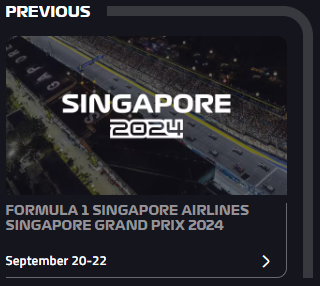 PREVIOUS
SINGAPORE
2024
FORMULA 1 SINGAPORE AIRLINES
SINGAPORE GRAND PRIX 2024
September 20-22